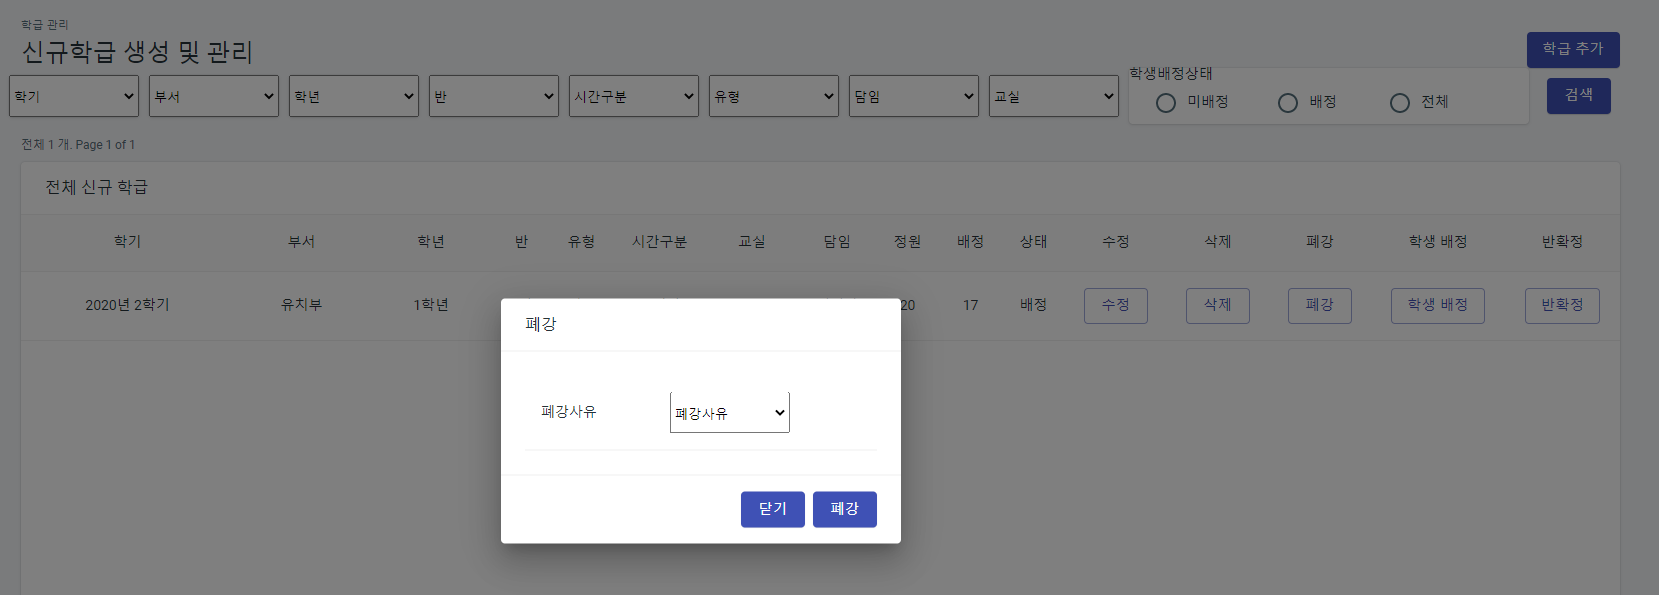 학급 관리
신규학급 생성 및 관리
학급 추가
학기 부서 학년 반 시간구분 유형 담임 교실
학생배정상태
미배정 배정 전체
검색
전체 1 개. Page 1 of 1
전체 신규 학급
학기 부서 학년 반 유형 시간구분 교실 담임 정원 배정 상태 수정 삭제 폐강 학생 배정 반확정
2020년 2학기 유치부 1학년 20 17 배정 수정 삭제 폐강 학생 배정 반확정
폐강
폐강사유 폐강사유
닫기 폐강